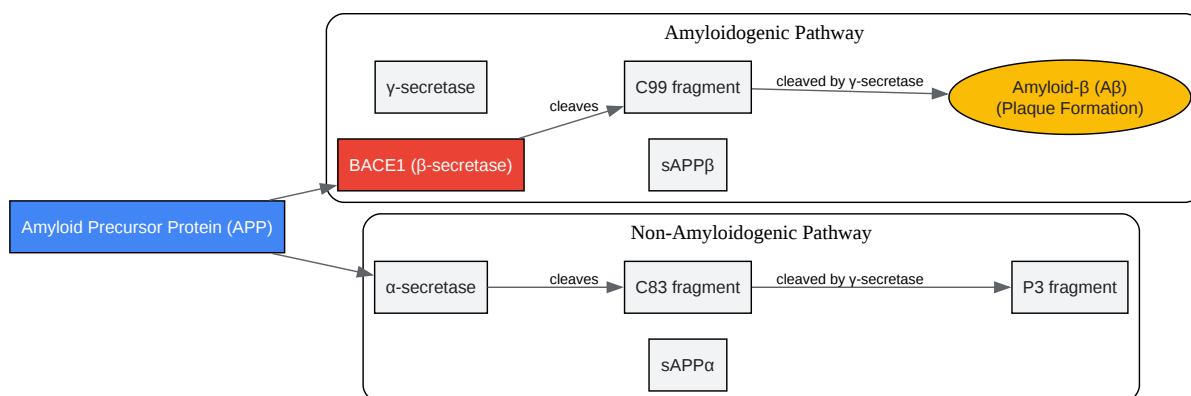 Amyloidogenic Pathway
γ-secretase
C99 fragment
cleaved by γ-secretase
Amyloid-β (Aβ)
(Plaque Formation)
cleaves
BACE1 (β-secretase)
sAPPβ
Amyloid Precursor Protein (APP)
Non-Amyloidogenic Pathway
α-secretase
cleaves
C83 fragment
cleaved by γ-secretase
P3 fragment
sAPPα